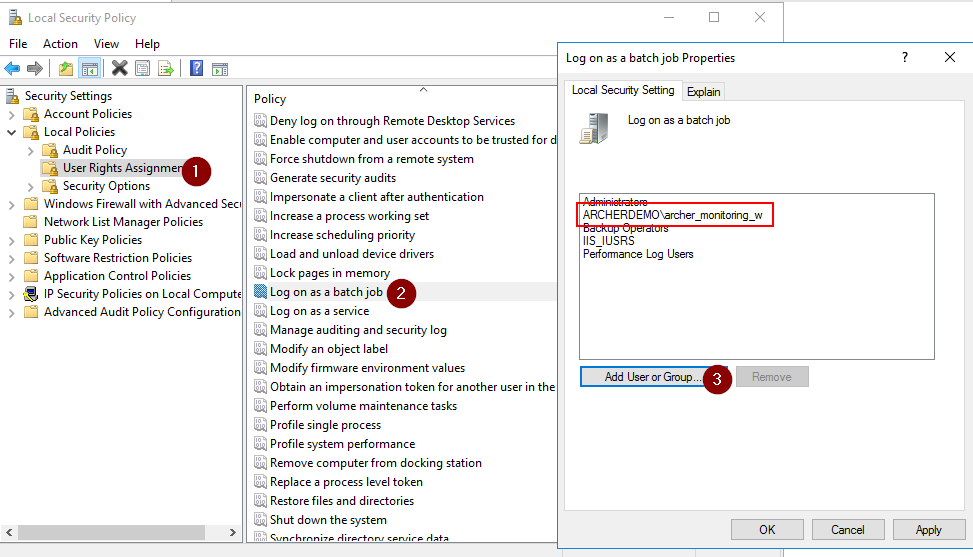 Local Security Policy
File Action View Help
Security Settings
Account Policies
Local Policies
Audit Policy
User Rights Assignmen
1
Security Options
Windows Firewall with Advanced Secu
Network List Manager Policies
Public Key Policies
Software Restriction Policies
Application Control Policies
IP Security Policies on Local Compute
Advanced Audit Policy Configuration
Policy
Deny log on through Remote Desktop Services
Enable computer and user accounts to be trusted for d
Force shutdown from a remote system
Generate security audits
Impersonate a client after authentication
Increase a process working set
Increase scheduling priority
Load and unload device drivers
Lock pages in memory
Log on as a batch job
2
Log on as a service
Manage auditing and security log
Modify an object label
Modify firmware environment values
Obtain an impersonation token for another user in the
Perform volume maintenance tasks
Profile single process
Profile system performance
Remove computer from docking station
Replace a process level token
Restore files and directories
Shut down the system
Synchronize directory service data
Log on as a batch job Properties
?
Local Security Setting Explain
Log on as a batch job
Administrators
ARCHERDEMO\archer_monitoring_w
Backup Operators
IIS_IUSRS
Performance Log Users
Add User or Group...
3
Remove
OK Cancel Apply